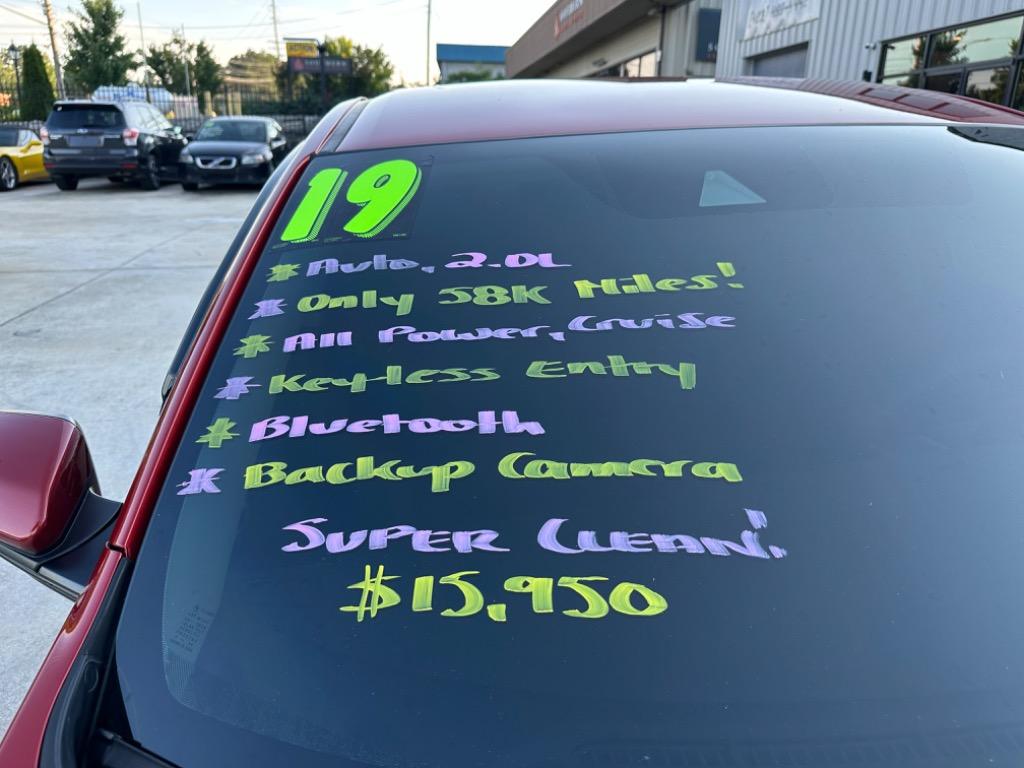 19
* Auto, 2.0L
* Only 58K Miles!
* All Power, Cruise
* Keyless Entry
* Bluetooth
* Backup Camera
Super Clean!
$15,950